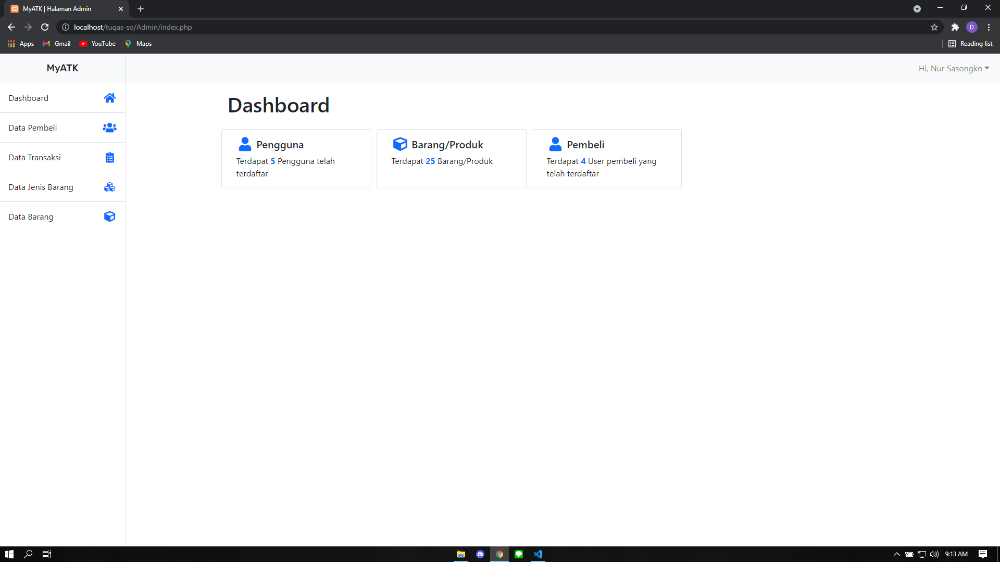 MyATK | Halaman Admin
localhost/tugas-so/Admin/index.php
D
Apps
Gmail
YouTube
Maps
Reading list
MyATK
Hi, Nur Sasongko
Dashboard
Data Pembeli
Data Transaksi
Data Jenis Barang
Data Barang
Dashboard
Pengguna
Terdapat 5 Pengguna telah
terdaftar
Barang/Produk
Terdapat 25 Barang/Produk
Pembeli
Terdapat 4 User pembeli yang
telah terdaftar
9:13 AM